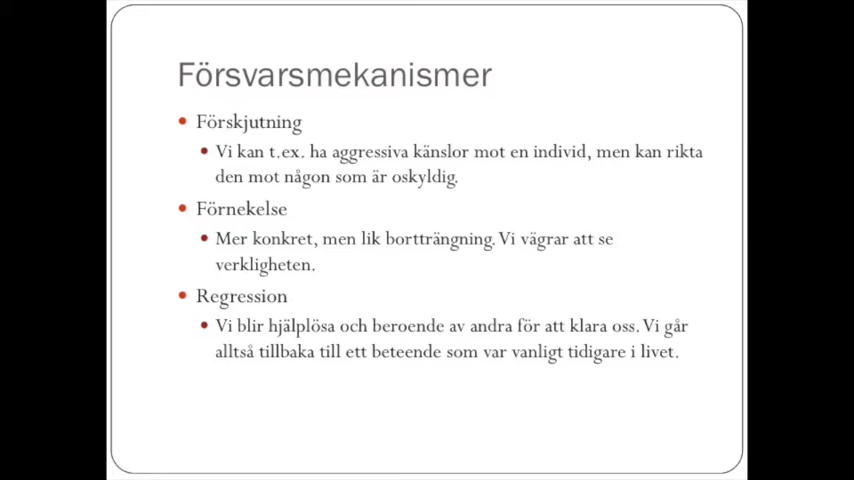 Försvarsmekanismer
• Förskjutning
• Vi kan t.ex. ha aggressiva känslor mot en individ, men kan rikta
den mot någon som är oskyldig.
• Förnekelse
• Mer konkret, men lik bortträngning. Vi vägrar att se
verkligheten.
• Regression
• Vi blir hjälplösa och beroende av andra för att klara oss. Vi går
alltså tillbaka till ett beteende som var vanligt tidigare i livet.